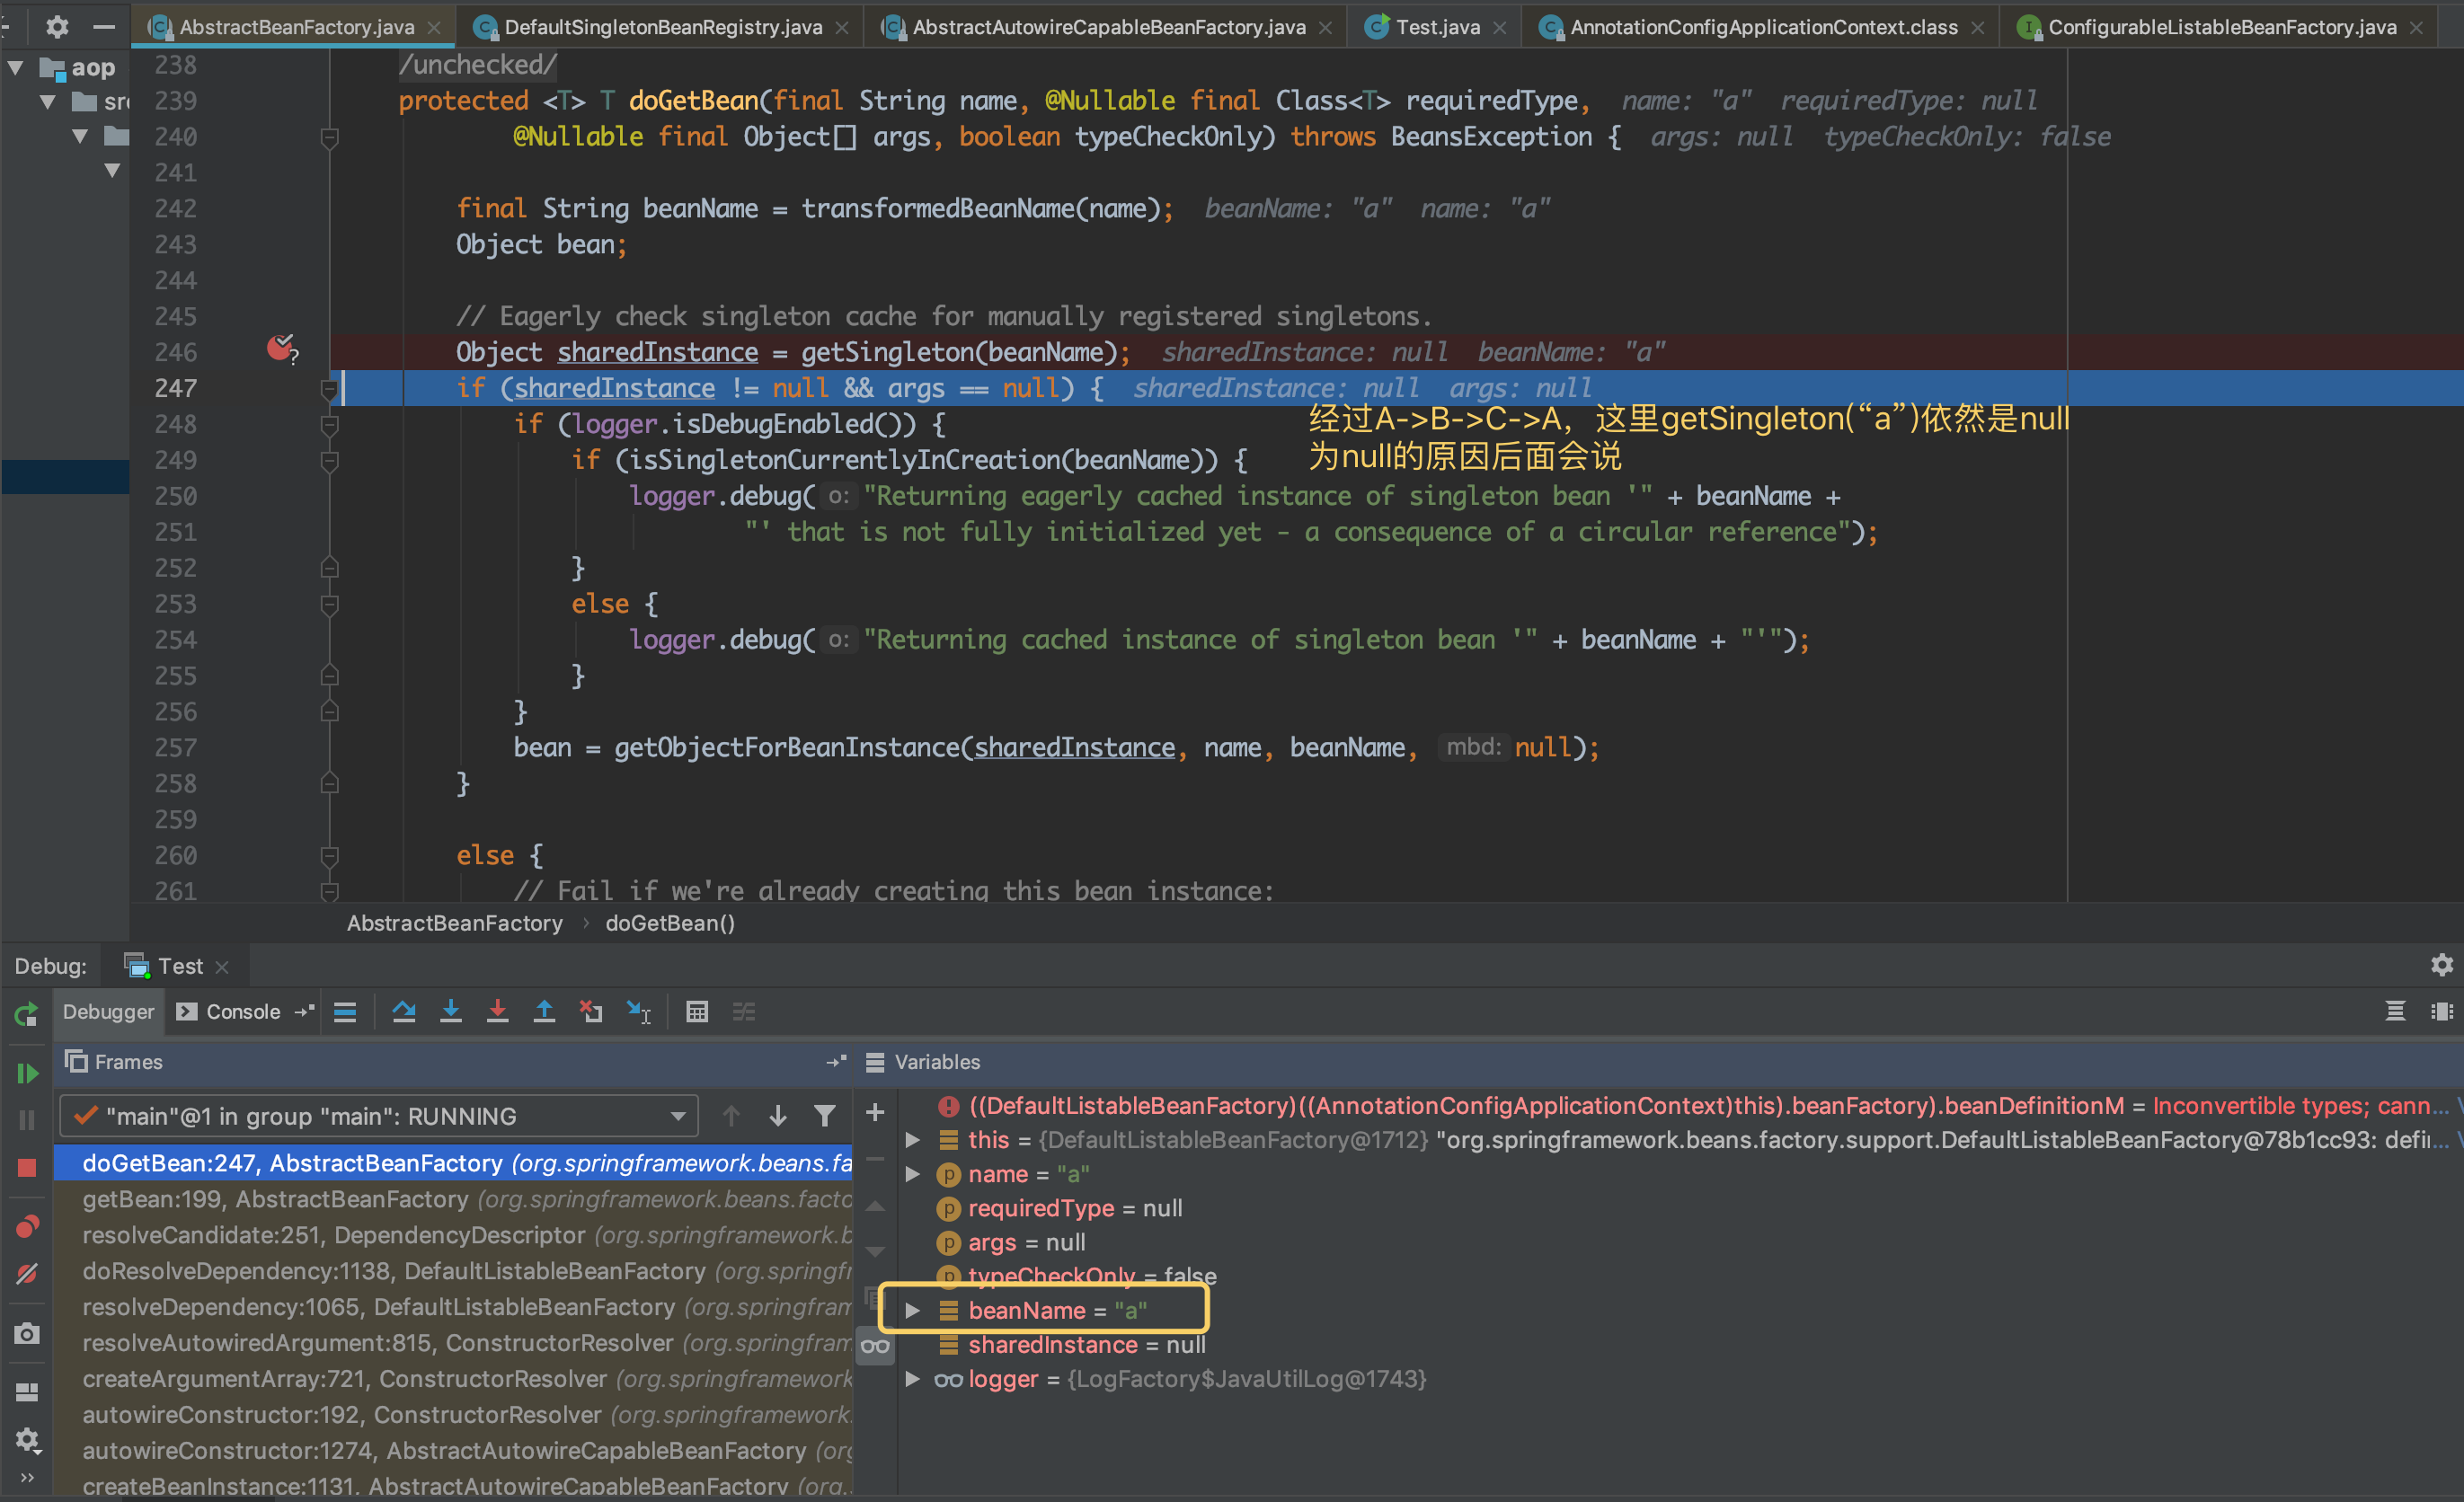 AbstractBeanFactory.java
DefaultSingletonBeanRegistry.java
AbstractAutowireCapableBeanFactory.java
Test.java
AnnotationConfigApplicationContext.class
ConfigurableListableBeanFactory.java
aop
238 /unchecked/
239 protected <T> T doGetBean(final String name, @Nullable final Class<T> requiredType, name: "a" requiredType: null
240 @Nullable final Object[] args, boolean typeCheckOnly) throws BeansException { args: null typeCheckOnly: false
241
242 final String beanName = transformedBeanName(name); beanName: "a" name: "a"
243 Object bean;
244
245 // Eagerly check singleton cache for manually registered singletons.
246 Object sharedInstance = getSingleton(beanName); sharedInstance: null beanName: "a"
247 if (sharedInstance != null && args == null) { sharedInstance: null args: null
经过A->B->C->A，这里getSingleton(“a”)依然是null
为null的原因后面会说
248 if (logger.isDebugEnabled()) {
249 if (isSingletonCurrentlyInCreation(beanName)) {
250 logger.debug( o: "Returning eagerly cached instance of singleton bean '" + beanName +
251 "' that is not fully initialized yet - a consequence of a circular reference");
252 }
253 else {
254 logger.debug( o: "Returning cached instance of singleton bean '" + beanName + "'");
255 }
256 }
257 bean = getObjectForBeanInstance(sharedInstance, name, beanName, mbd: null);
258 }
259
260 else {
261 // Fail if we're already creating this bean instance:
AbstractBeanFactory › doGetBean()
Debug: Test
Debugger Console
Frames
"main"@1 in group "main": RUNNING
doGetBean:247, AbstractBeanFactory (org.springframework.beans.fa
getBean:199, AbstractBeanFactory (org.springframework.beans.facto
resolveCandidate:251, DependencyDescriptor (org.springframework.b
doResolveDependency:1138, DefaultListableBeanFactory (org.springfr
resolveDependency:1065, DefaultListableBeanFactory (org.springfram
resolveAutowiredArgument:815, ConstructorResolver (org.springfram
createArgumentArray:721, ConstructorResolver (org.springframework
autowireConstructor:192, ConstructorResolver (org.springframework.
autowireConstructor:1274, AbstractAutowireCapableBeanFactory (org
createBeanInstance:1131, AbstractAutowireCapableBeanFactory (org.
Variables
((DefaultListableBeanFactory)((AnnotationConfigApplicationContext)this).beanFactory).beanDefinitionM = Inconvertible types; cann...
this = {DefaultListableBeanFactory@1712} "org.springframework.beans.factory.support.DefaultListableBeanFactory@78b1cc93: defi...
name = "a"
requiredType = null
args = null
typeCheckOnly = false
beanName = "a"
sharedInstance = null
logger = {LogFactory$JavaUtilLog@1743}